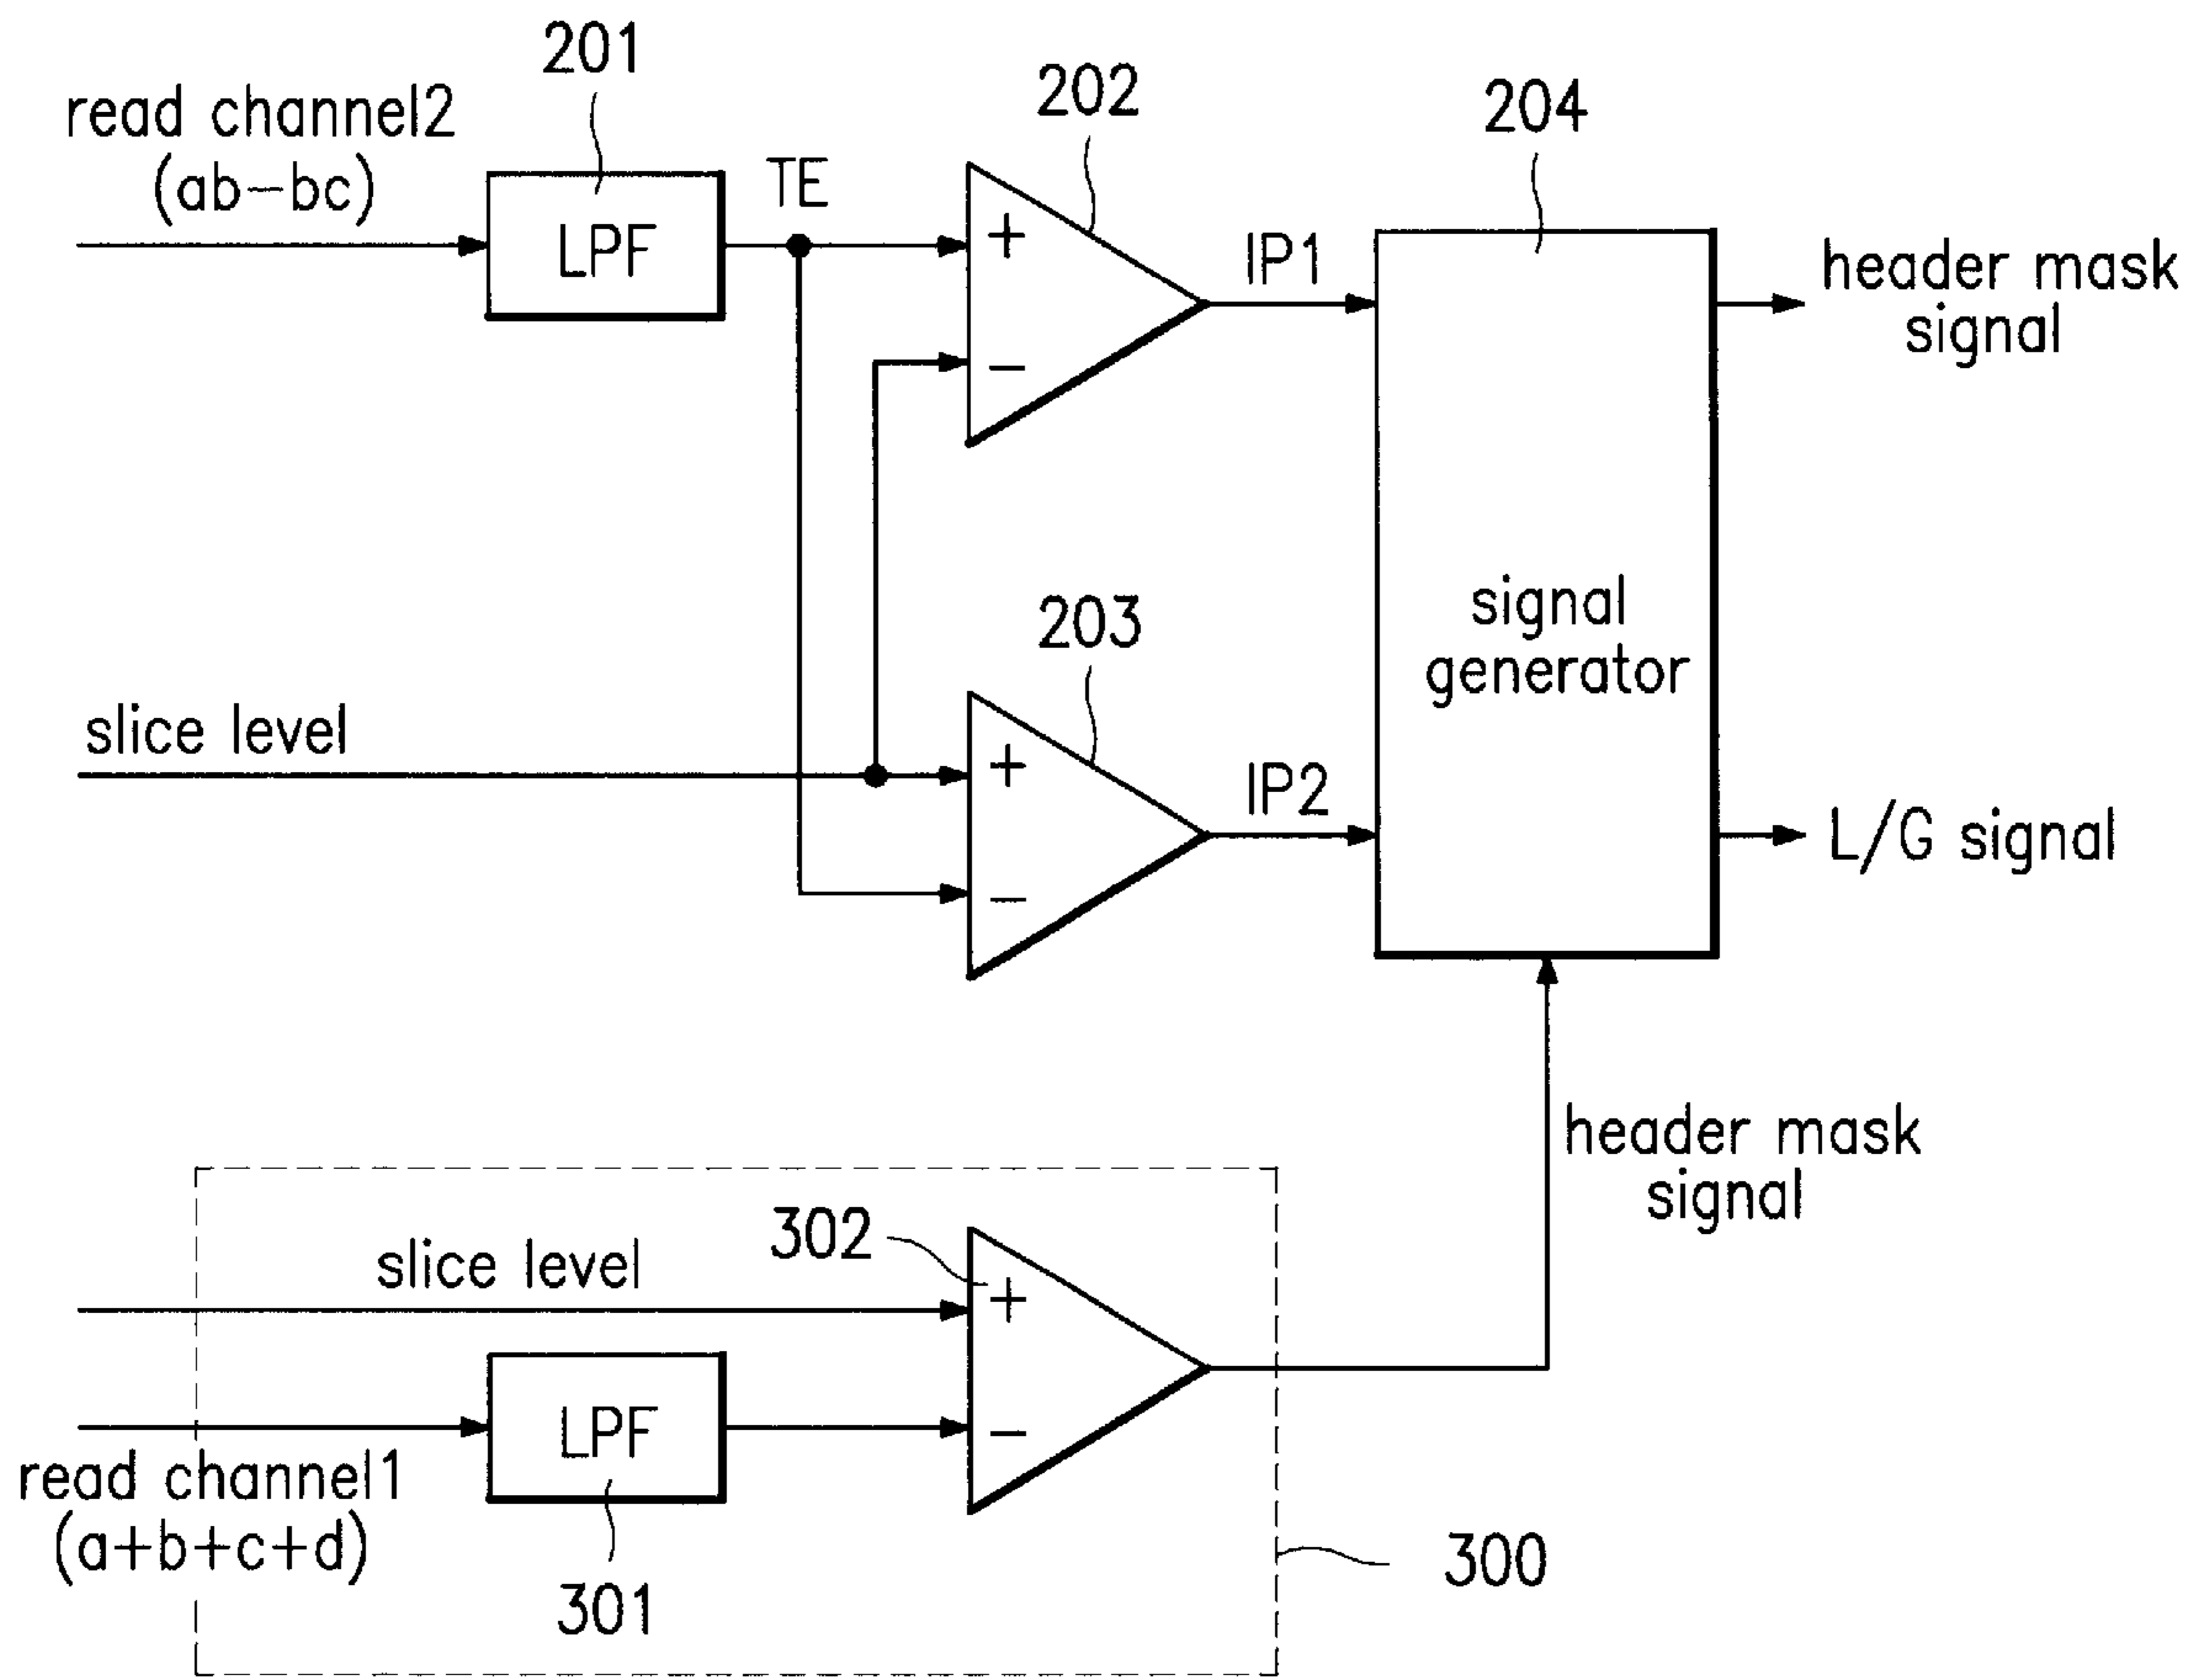 201
202
204
read channel2
(ab-bc)
TE
LPF
+
IP1
header mask
signal
-
203
signal
generator
slice level
+
IP2
L/G signal
-
header mask
signal
302
slice level
+
LPF
-
read channel1
(a+b+c+d)
300
301